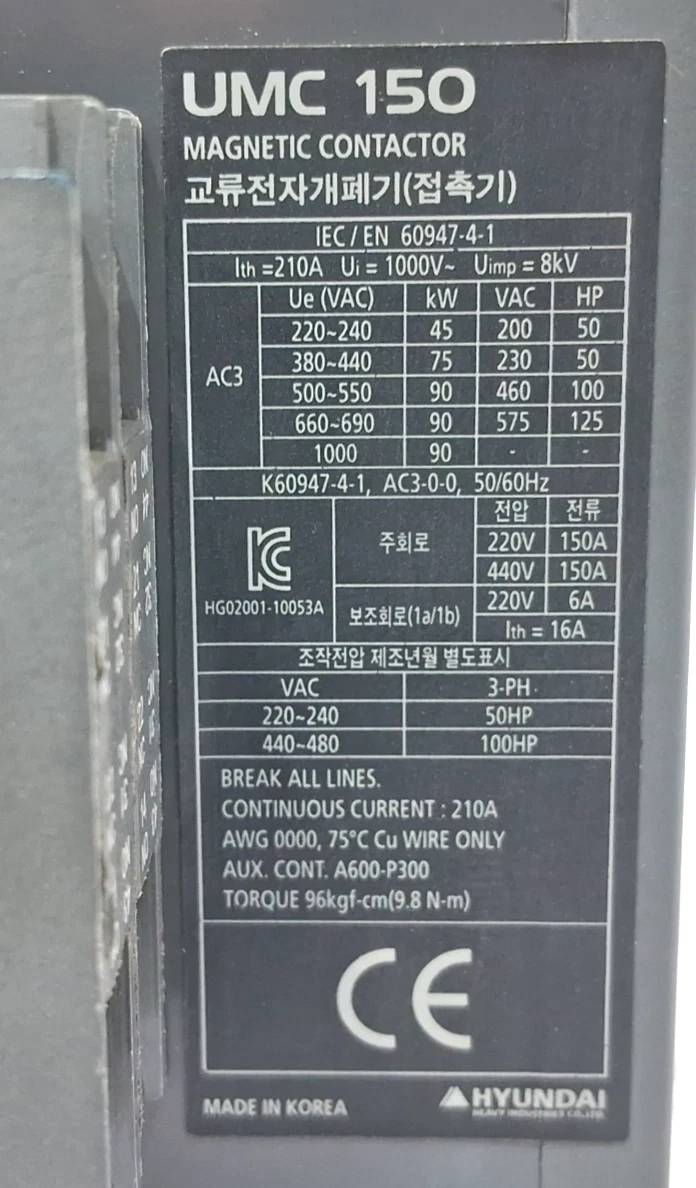 UMC 150
MAGNETIC CONTACTOR
교류전자개폐기(접촉기)
IEC / EN 60947-4-1
Ith =210A Ui = 1000V~ Uimp = 8kV
AC3
Ue (VAC) kW VAC HP
220~240 45 200 50
380~440 75 230 50
500~550 90 460 100
660~690 90 575 125
1000 90 - -
K60947-4-1, AC3-0-0, 50/60Hz
전압 전류
주회로 220V 150A
440V 150A
HG02001-10053A
보조회로(1a/1b) 220V 6A
Ith = 16A
조작전압 제조년월 별도표시
VAC 3-PH
220~240 50HP
440~480 100HP
BREAK ALL LINES.
CONTINUOUS CURRENT : 210A
AWG 0000, 75°C Cu WIRE ONLY
AUX. CONT. A600-P300
TORQUE 96kgf-cm(9.8 N-m)
CE
MADE IN KOREA
HYUNDAI
HEAVY INDUSTRIES CO.,LTD.